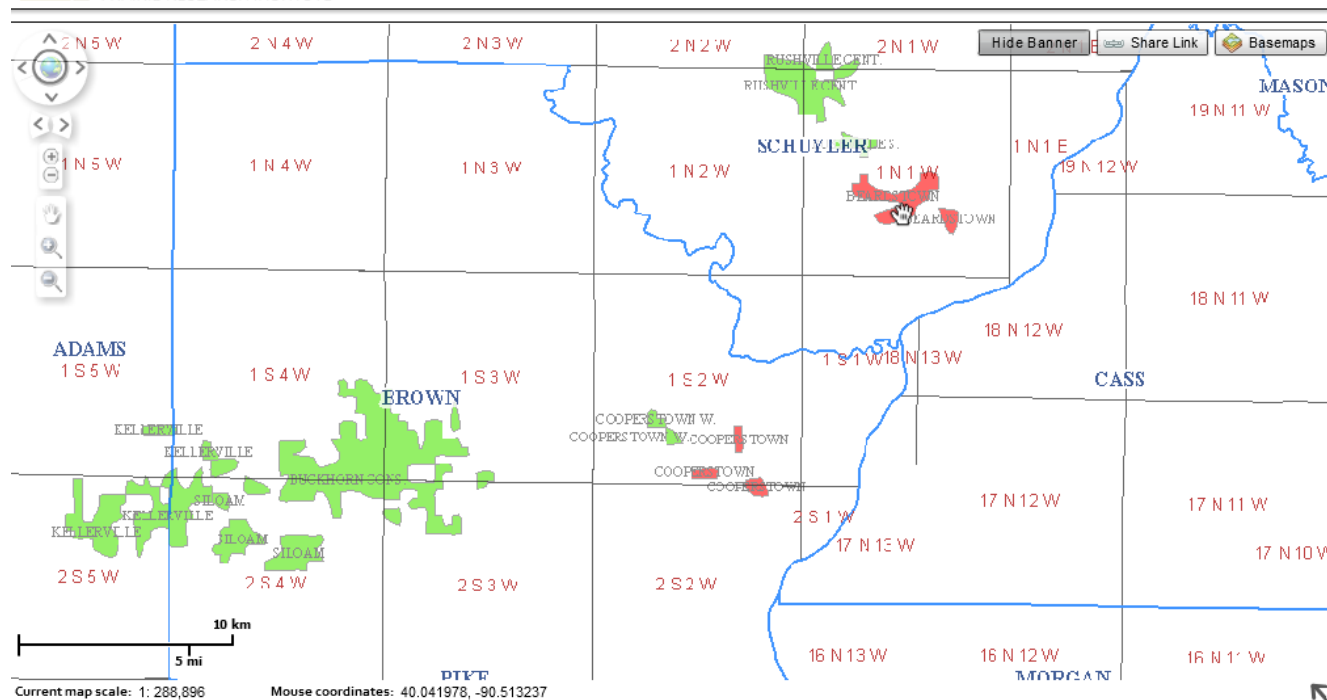 2 N 5 W
2 N 4 W
2 N 3 W
2 N 2 W
2 N 1 W
Hide Banner
Share Link
Basemaps
RUSHVILLE CENT.
RUSHVILLE CENT.
MASON
19 N 11 W
SCHUYLER
1 N 5 W
1 N 4 W
1 N 3 W
1 N 2 W
1 N 1 W
1 N 1 E
19 N 12 W
BEARDSTOWN
BEARDSTOWN
18 N 11 W
18 N 12 W
ADAMS
1 S 5 W
1 S 4 W
1 S 3 W
1 S 2 W
1 S 1 W
18 N 13 W
CASS
BROWN
KELLERVILLE
COOPERSTOWN W.
COOPERSTOWN W.
COOPERSTOWN
KELLERVILLE
BUCKHORN CONS.
COOPERSTOWN
COOPERSTOWN
SILOAM
KELLERVILLE
KELLERVILLE
SILOAM
SILOAM
2 S 1 W
17 N 12 W
17 N 11 W
17 N 13 W
17 N 10 W
2 S 5 W
2 S 4 W
2 S 3 W
2 S 2 W
10 km
5 mi
16 N 13 W
16 N 12 W
16 N 11 W
PIKE
MORGAN
Current map scale: 1: 288,896
Mouse coordinates: 40.041978, -90.513237